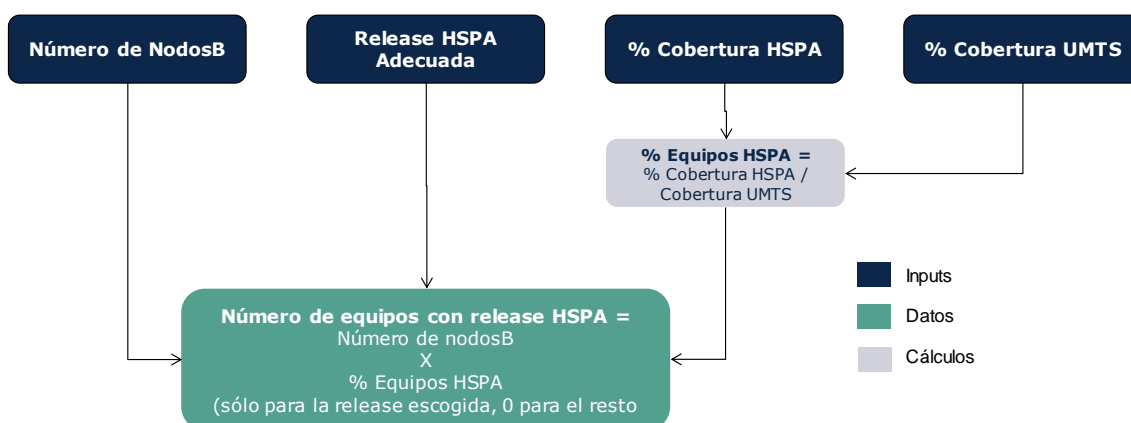 Número de NodosB
Release HSPA
Adecuada
% Cobertura HSPA
% Cobertura UMTS
% Equipos HSPA =
% Cobertura HSPA /
Cobertura UMTS
Número de equipos con release HSPA =
Número de nodosB
X
% Equipos HSPA
(sólo para la release escogida, 0 para el resto
Inputs
Datos
Cálculos